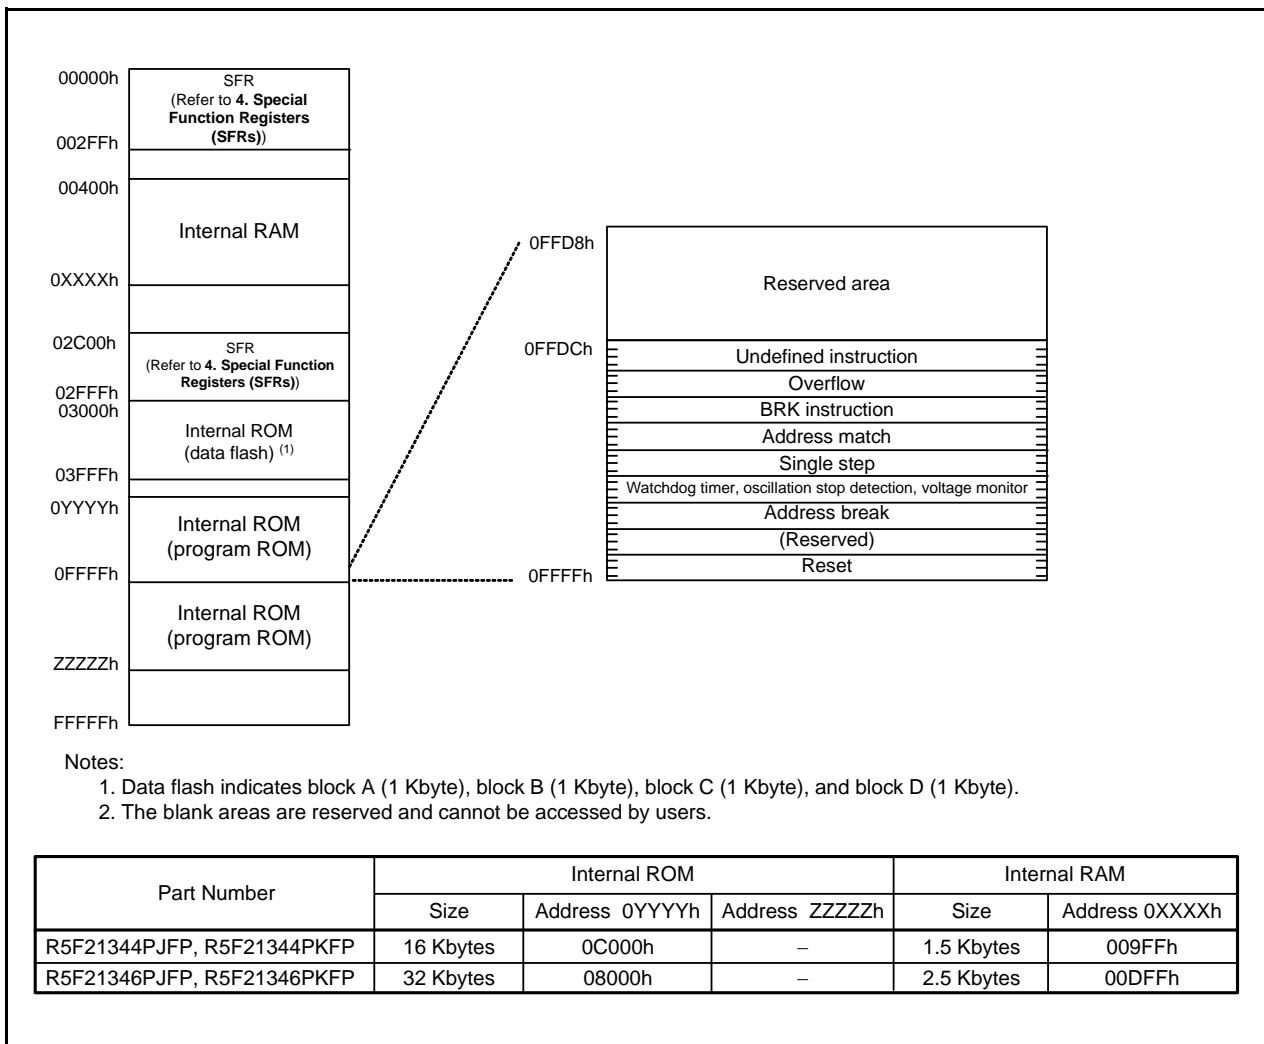 00000h
SFR
(Refer to 4. Special
Function Registers
(SFRs))
002FFh
00400h
Internal RAM
0XXXXh
02C00h
SFR
(Refer to 4. Special Function
Registers (SFRs))
02FFFh
03000h
Internal ROM
(data flash) (1)
03FFFh
0YYYYh
Internal ROM
(program ROM)
0FFFFh
Internal ROM
(program ROM)
ZZZZZh
FFFFFh
0FFD8h
Reserved area
0FFDCh
Undefined instruction
Overflow
BRK instruction
Address match
Single step
Watchdog timer, oscillation stop detection, voltage monitor
Address break
(Reserved)
Reset
0FFFFh
Notes:
1. Data flash indicates block A (1 Kbyte), block B (1 Kbyte), block C (1 Kbyte), and block D (1 Kbyte).
2. The blank areas are reserved and cannot be accessed by users.
Part Number Internal ROM Internal RAM
Size Address 0YYYYh Address ZZZZZh Size Address 0XXXXh
R5F21344PJFP, R5F21344PKFP 16 Kbytes 0C000h – 1.5 Kbytes 009FFh
R5F21346PJFP, R5F21346PKFP 32 Kbytes 08000h – 2.5 Kbytes 00DFFh